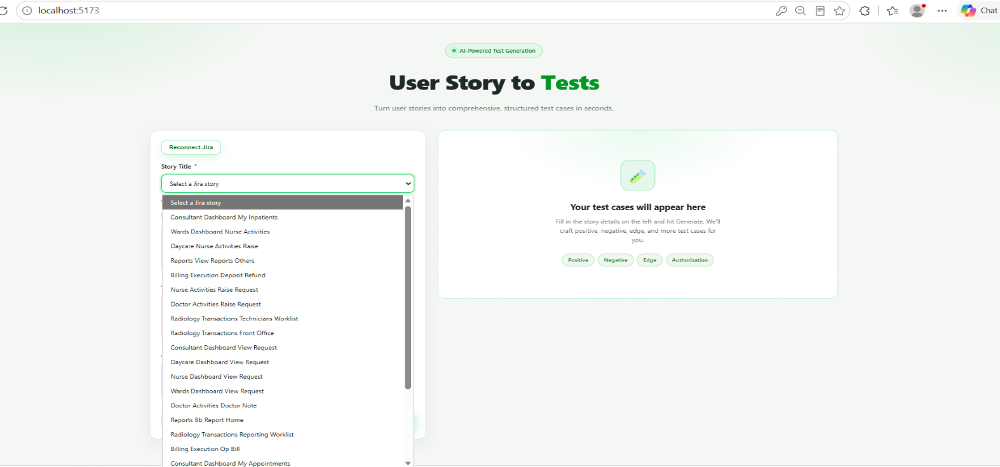 localhost:5173
Chat
AI-Powered Test Generation
User Story to Tests
Turn user stories into comprehensive, structured test cases in seconds.
Reconnect Jira
Story Title *
Select a Jira story
Select a Jira story
Consultant Dashboard My Inpatients
Wards Dashboard Nurse Activities
Daycare Nurse Activities Raise
Reports View Reports Others
Billing Execution Deposit Refund
Nurse Activities Raise Request
Doctor Activities Raise Request
Radiology Transactions Technicians Worklist
Radiology Transactions Front Office
Consultant Dashboard View Request
Daycare Dashboard View Request
Nurse Dashboard View Request
Wards Dashboard View Request
Doctor Activities Doctor Note
Reports Bb Report Home
Radiology Transactions Reporting Worklist
Billing Execution Op Bill
Consultant Dashboard My Appointments
Your test cases will appear here
Fill in the story details on the left and hit Generate. We'll
craft positive, negative, edge, and more test cases for
you.
Positive
Negative
Edge
Authorization